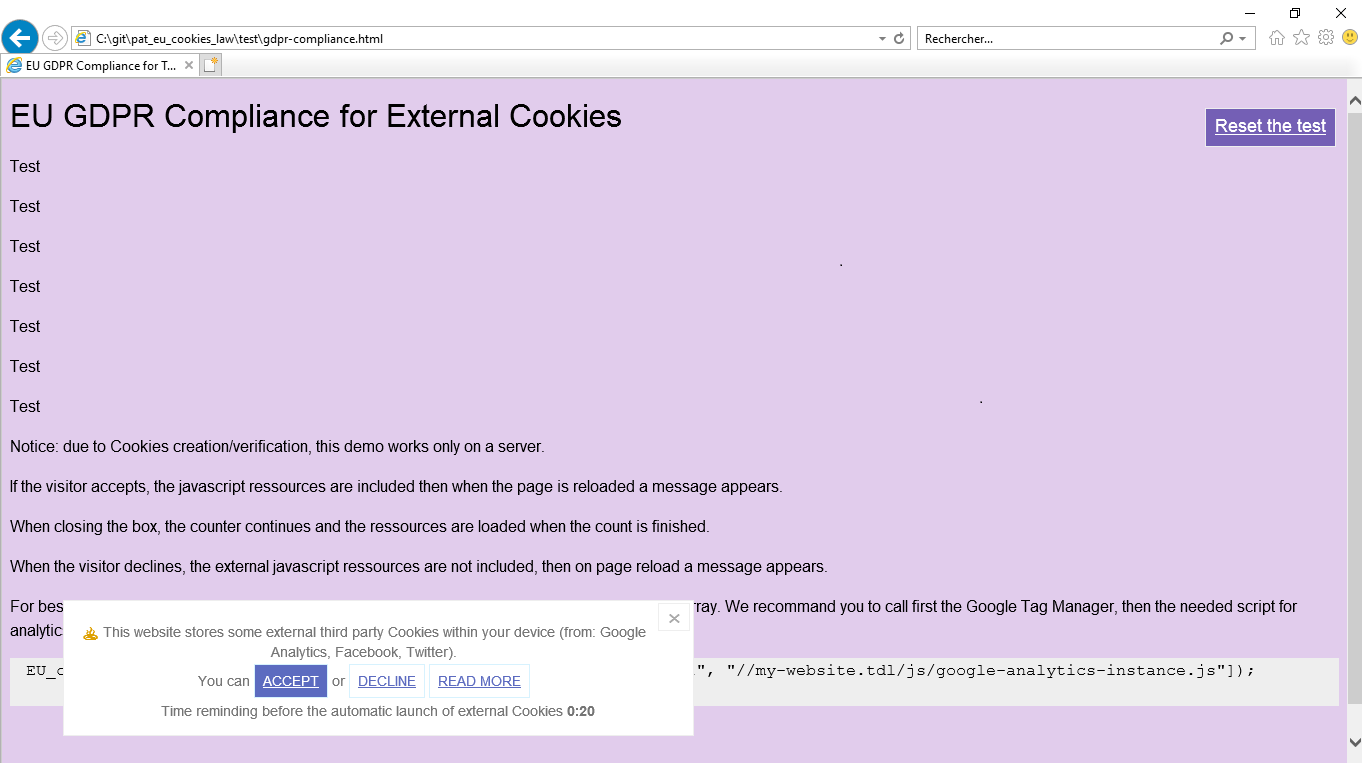 C:\git\pat_eu_cookies_law\test\gdpr-compliance.html
Rechercher...
EU GDPR Compliance for T...
EU GDPR Compliance for External Cookies
Reset the test
Test
Test
Test
Test
Test
Test
Test
Notice: due to Cookies creation/verification, this demo works only on a server.
If the visitor accepts, the javascript ressources are included then when the page is reloaded a message appears.
When closing the box, the counter continues and the ressources are loaded when the count is finished.
When the visitor declines, the external javascript ressources are not included, then on page reload a message appears.
For bes rray. We recommand you to call first the Google Tag Manager, then the needed script for
analytic
EU_c ", "//my-website.tdl/js/google-analytics-instance.js"]);
This website stores some external third party Cookies within your device (from: Google
Analytics, Facebook, Twitter).
You can ACCEPT or DECLINE READ MORE
Time reminding before the automatic launch of external Cookies 0:20